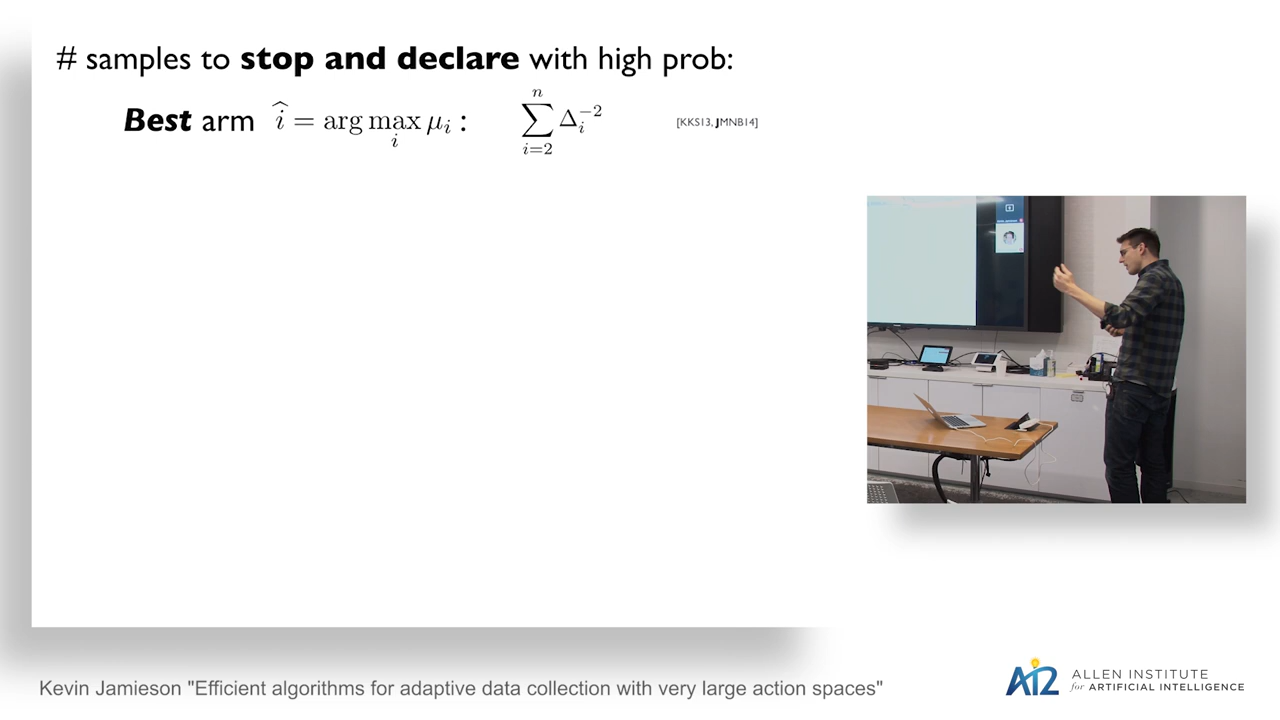 # samples to stop and declare with high prob:
Best arm $\widehat{i} = \arg\max_i \mu_i :$ $\sum_{i=2}^{n} \Delta_i^{-2}$ [KKS13, JMNB14]
Kevin Jamieson "Efficient algorithms for adaptive data collection with very large action spaces"
AI2 ALLEN INSTITUTE
for ARTIFICIAL INTELLIGENCE